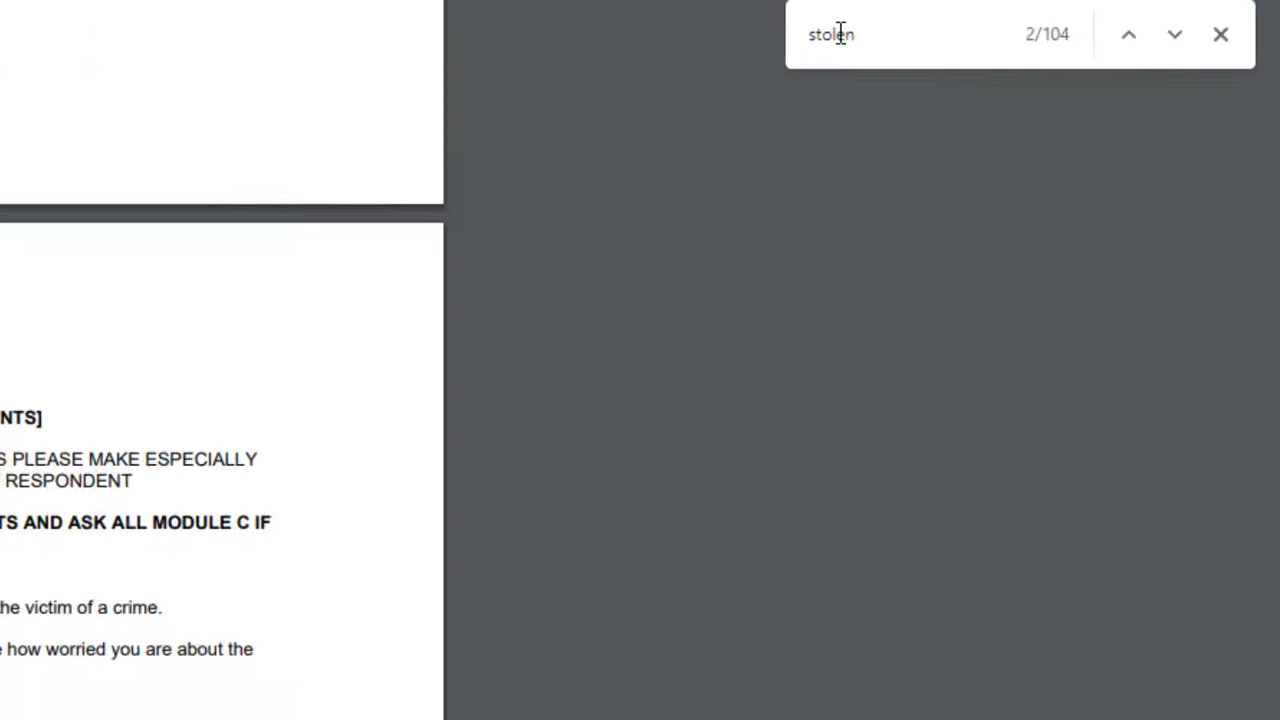 stolen 2/104
NTS]
S PLEASE MAKE ESPECIALLY
RESPONDENT
TS AND ASK ALL MODULE C IF
he victim of a crime.
e how worried you are about the